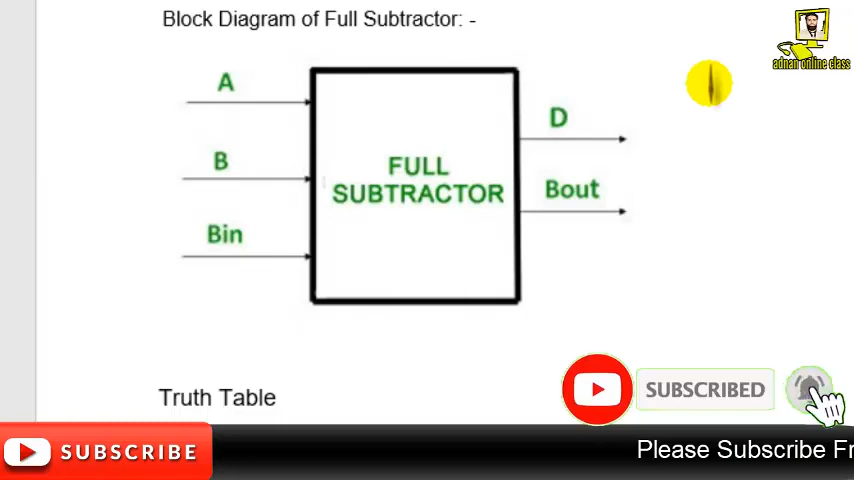 Block Diagram of Full Subtractor: -
adnan online class
A
B
Bin
FULL
SUBTRACTOR
D
Bout
Truth Table
SUBSCRIBED
SUBSCRIBE
Please Subscribe Fr